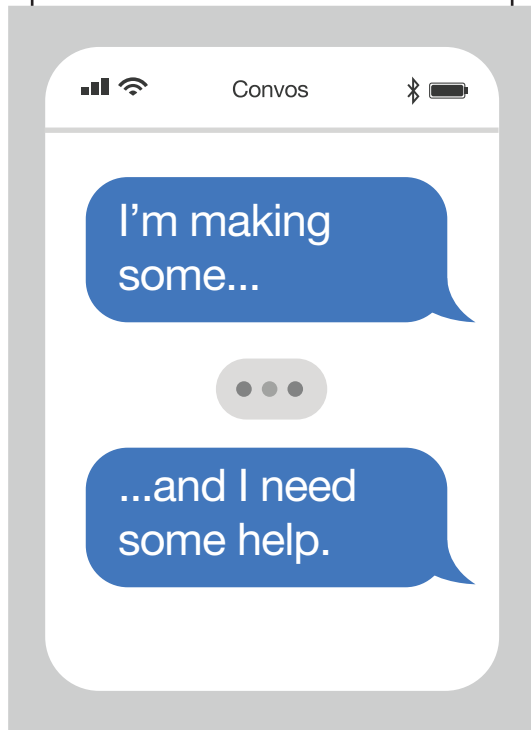 Convos
I’m making
some...
...and I need
some help.